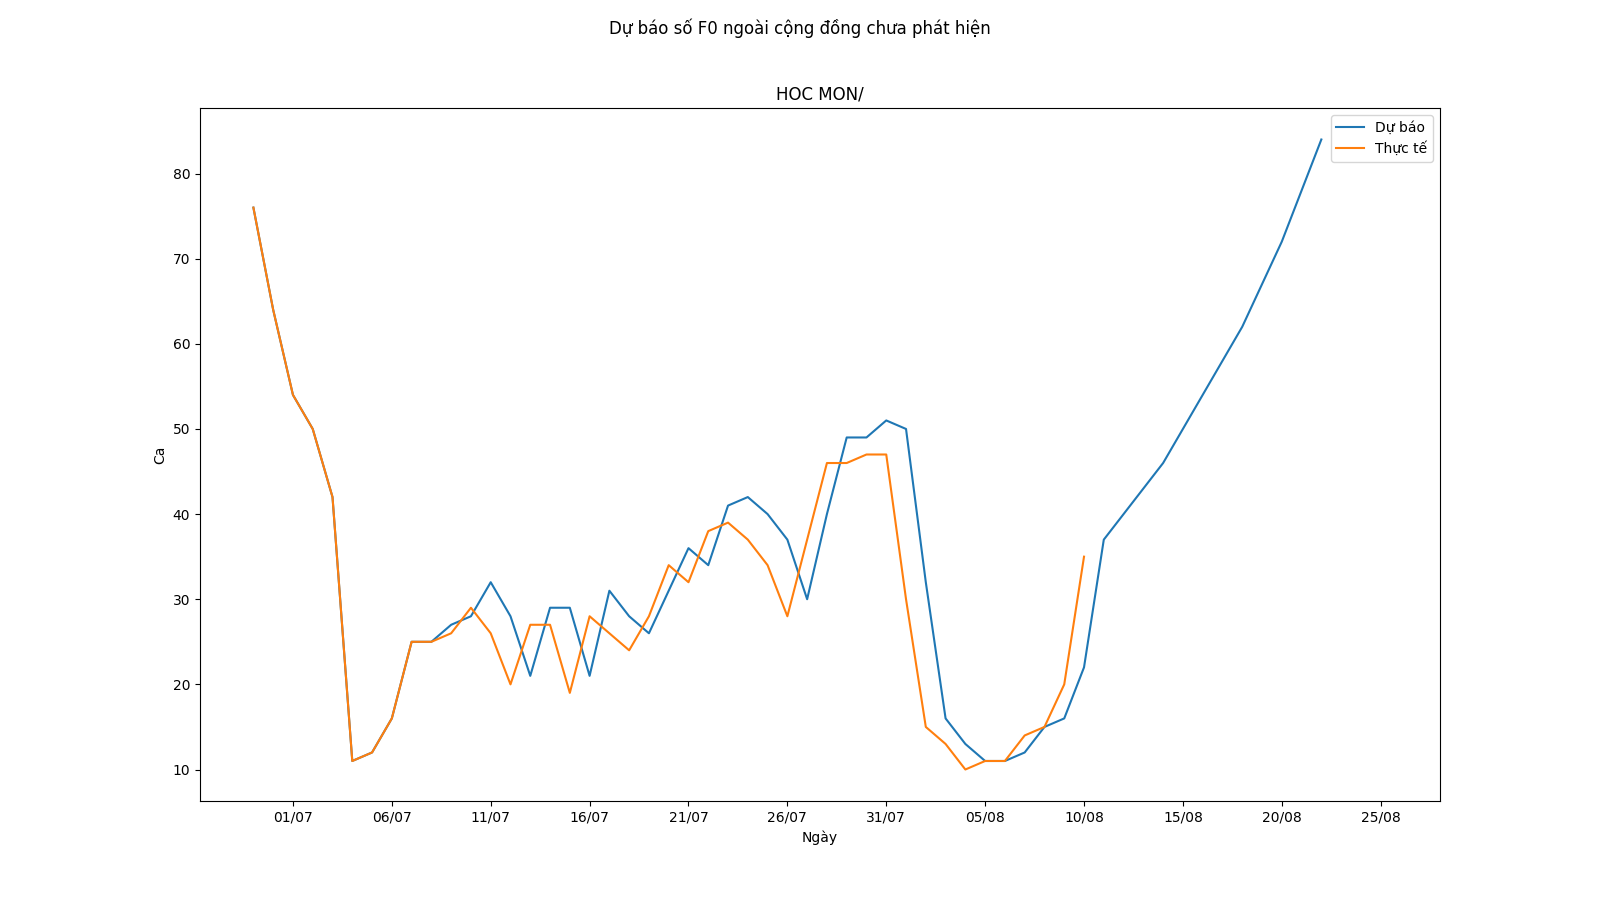 Dự báo số F0 ngoài cộng đồng chưa phát hiện
HOC MON/
Dự báo
Thực tế
80
70
60
50
40
30
20
10
Ca
01/07 06/07 11/07 16/07 21/07 26/07 31/07 05/08 10/08 15/08 20/08 25/08
Ngày